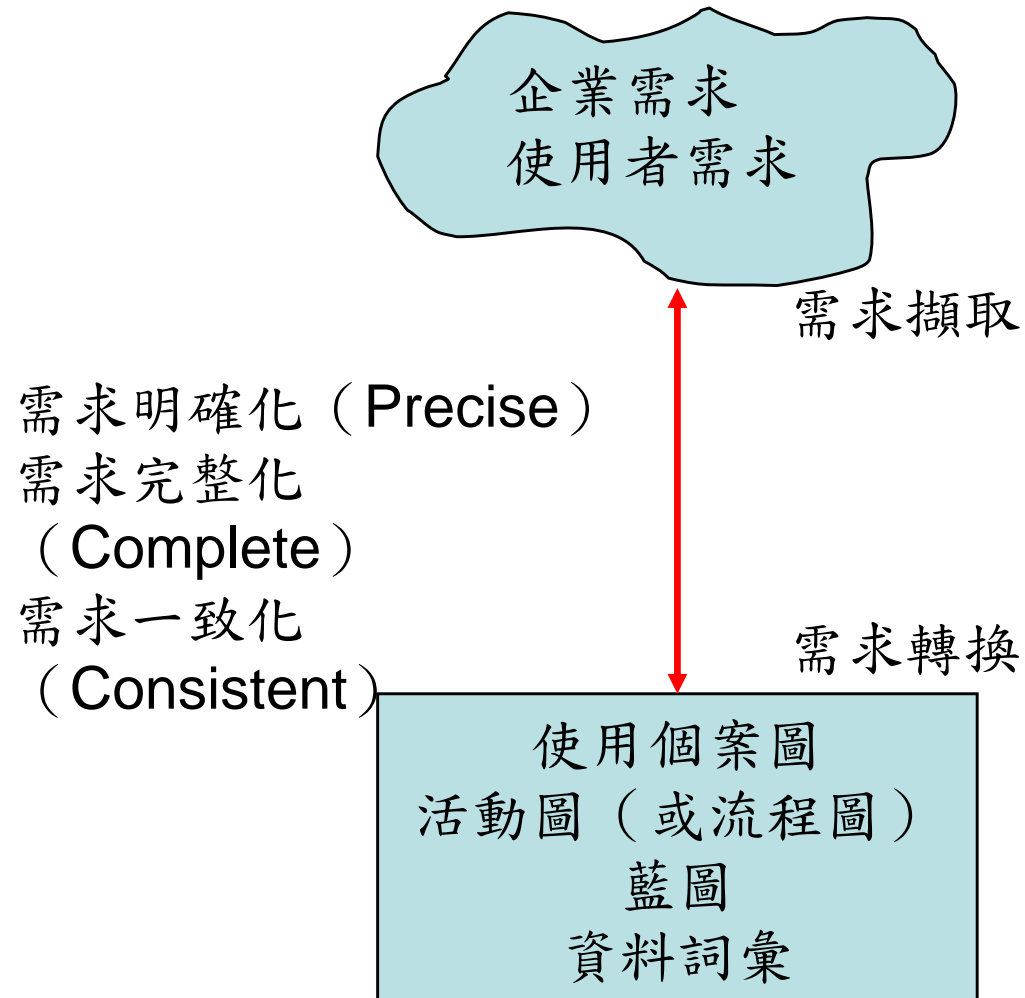 企業需求
使用者需求
需求擷取
需求明確化（Precise）
需求完整化
（Complete）
需求一致化
（Consistent）
需求轉換
使用個案圖
活動圖（或流程圖）
藍圖
資料詞彙